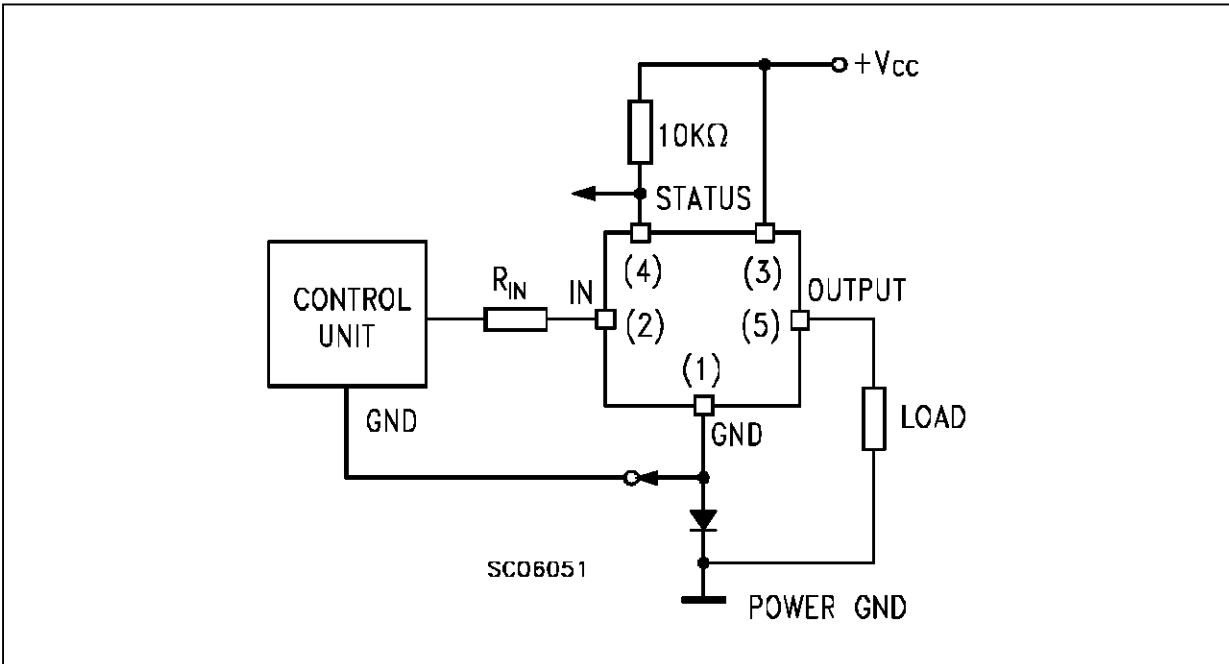 +Vcc
10KΩ
STATUS
(4)
(3)
CONTROL
UNIT
RIN
IN
(2)
(5)
OUTPUT
(1)
GND
GND
LOAD
SC06051
POWER GND